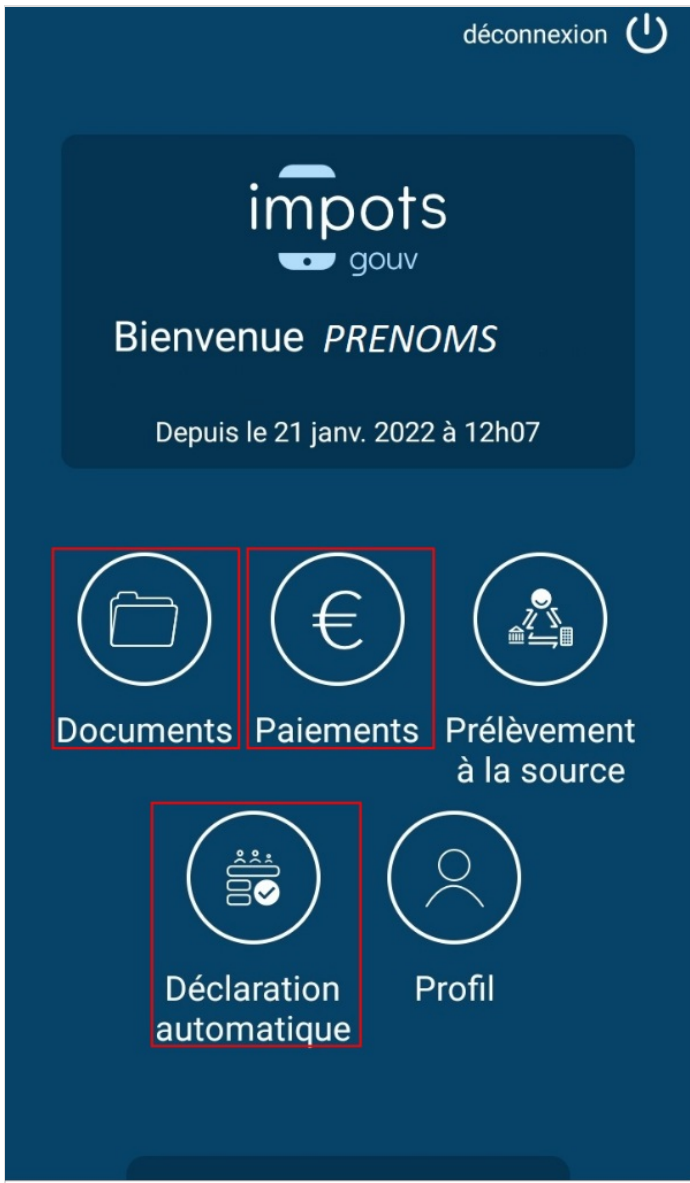 déconnexion
impots
gouv
Bienvenue PRENOMS
Depuis le 21 janv. 2022 à 12h07
Documents
Paiements
Prélèvement
à la source
Déclaration
automatique
Profil